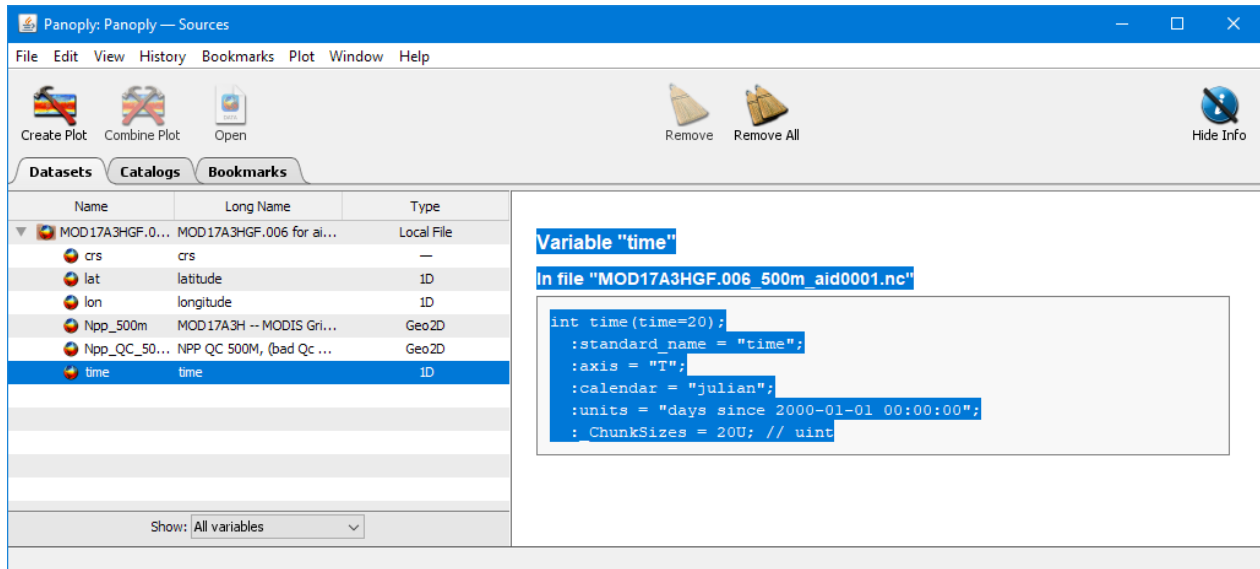 Panoply: Panoply — Sources
File Edit View History Bookmarks Plot Window Help
Create Plot Combine Plot Open Remove Remove All Hide Info
Datasets Catalogs Bookmarks
Name Long Name Type
MOD17A3HGF.0... MOD17A3HGF.006 for ai... Local File
crs crs —
lat latitude 1D
lon longitude 1D
Npp_500m MOD17A3H -- MODIS Gri... Geo2D
Npp_QC_50... NPP QC 500M, (bad Qc ... Geo2D
time time 1D
Show: All variables
Variable "time"
In file "MOD17A3HGF.006_500m_aid0001.nc"
int time(time=20);
:standard_name = "time";
:axis = "T";
:calendar = "julian";
:units = "days since 2000-01-01 00:00:00";
:_ChunkSizes = 20U; // uint